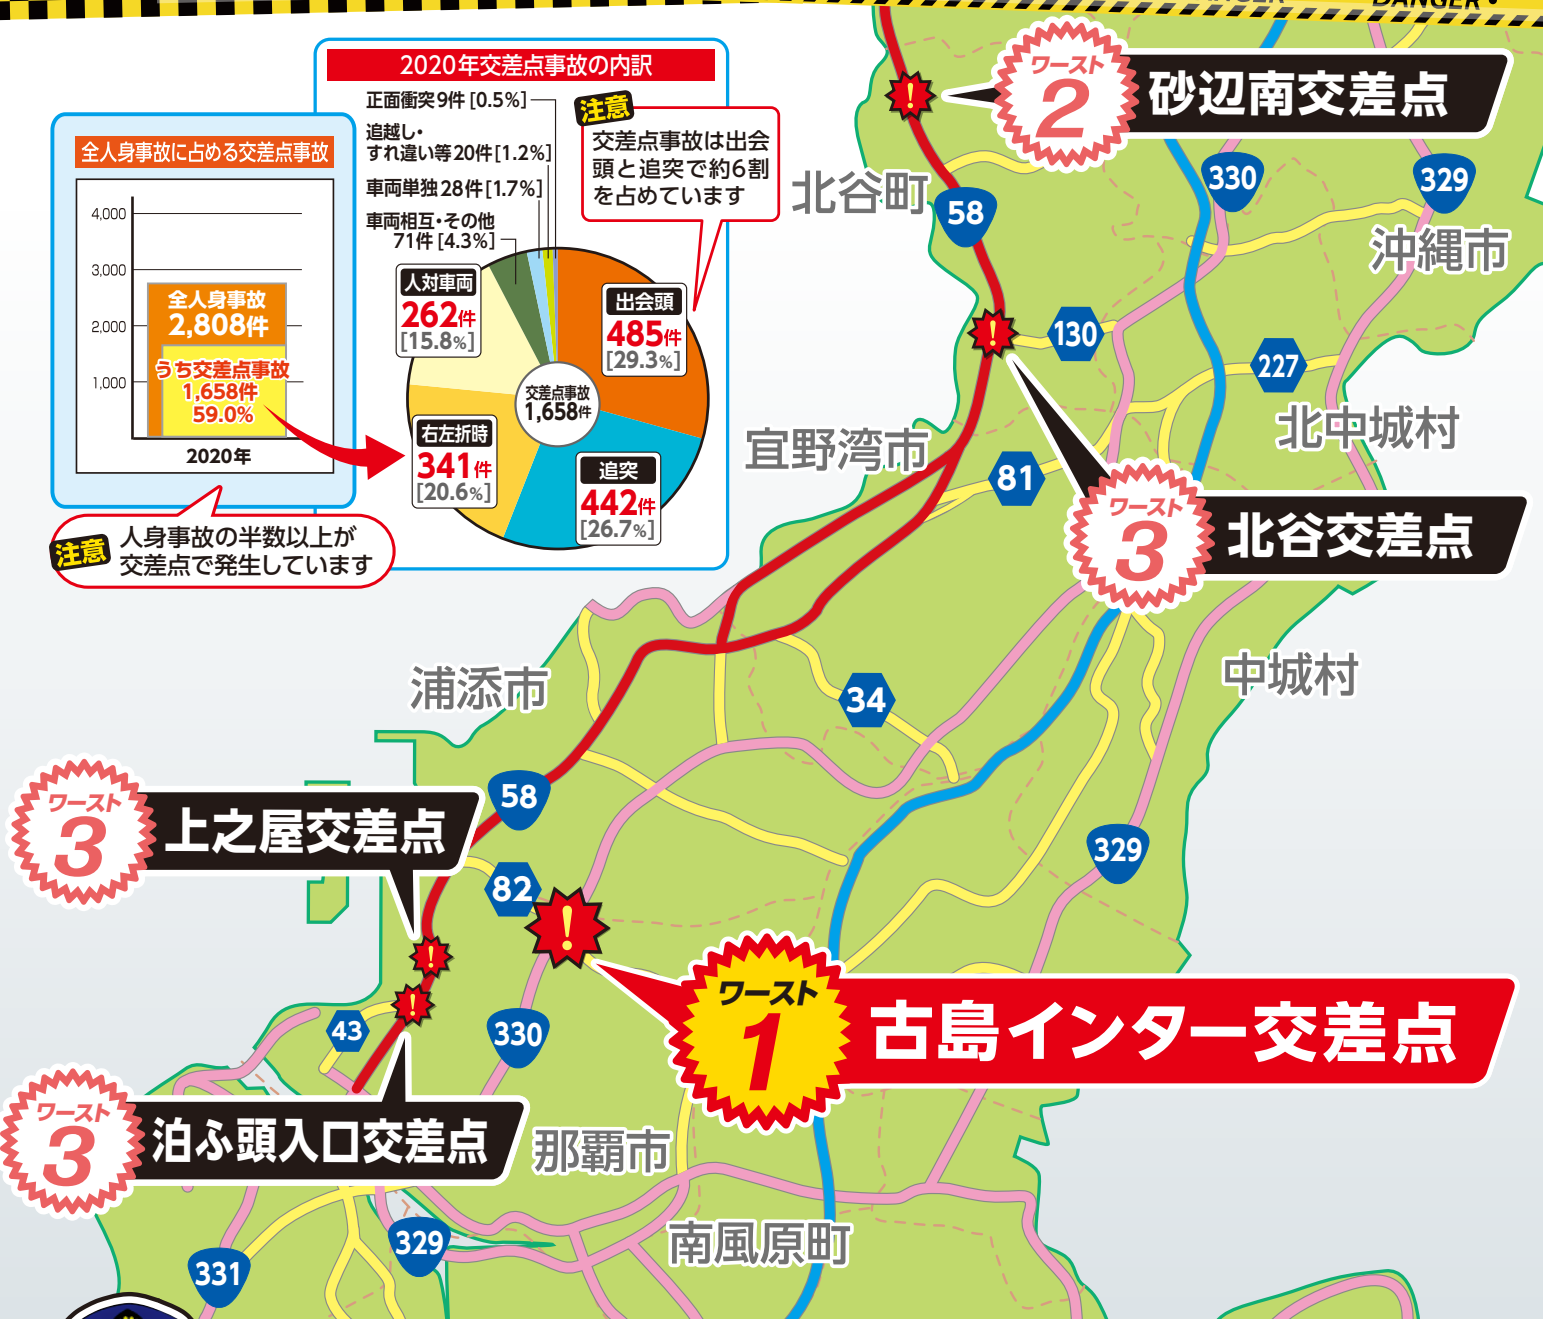 DANGER •
2020年交差点事故の内訳
正面衝突9件 [0.5%]
追越し・
すれ違い等20件[1.2%]
車両単独28件[1.7%]
車両相互・その他
71件[4.3%]
注意
交差点事故は出会
頭と追突で約6割
を占めています
人対車両
262件
[15.8%]
出会頭
485件
[29.3%]
交差点事故
1,658件
右左折時
341件
[20.6%]
追突
442件
[26.7%]
全人身事故に占める交差点事故
4,000
3,000
2,000
1,000
全人身事故
2,808件
うち交差点事故
1,658件
59.0%
2020年
注意
人身事故の半数以上が
交差点で発生しています
!
ワースト
2
砂辺南交差点
北谷町
58
330
329
沖縄市
!
130
227
北中城村
宜野湾市
81
ワースト
3
北谷交差点
浦添市
34
中城村
58
ワースト
3
上之屋交差点
82
!
329
!
!
43
330
ワースト
1
古島インター交差点
ワースト
3
泊ふ頭入口交差点
那覇市
南風原町
329
331